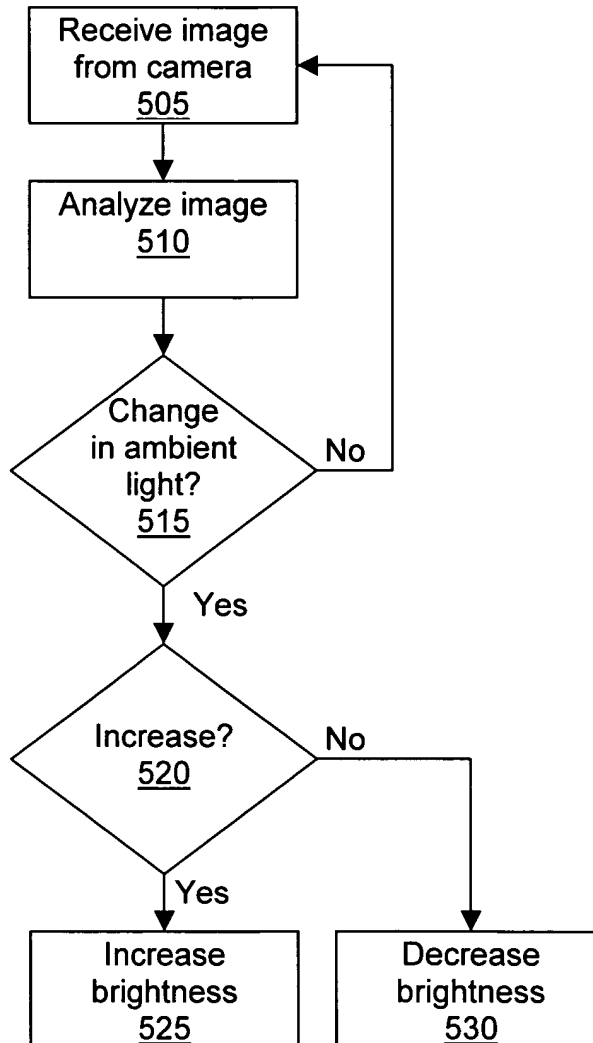 Receive image
from camera
505
Analyze image
510
Change
in ambient
light?
515
No
Yes
Increase?
520
No
Yes
Increase
brightness
525
Decrease
brightness
530